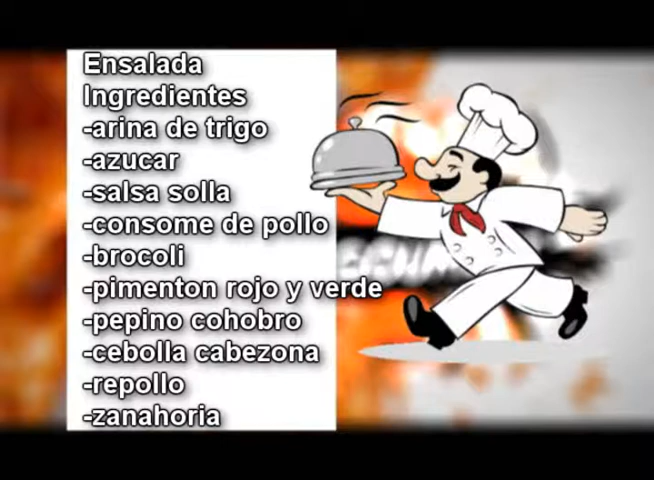 Ensalada
Ingredientes
-arina de trigo
-azucar
-salsa solla
-consome de pollo
-brocoli
-pimenton rojo y verde
-pepino cohobro
-cebolla cabezona
-repollo
-zanahoria